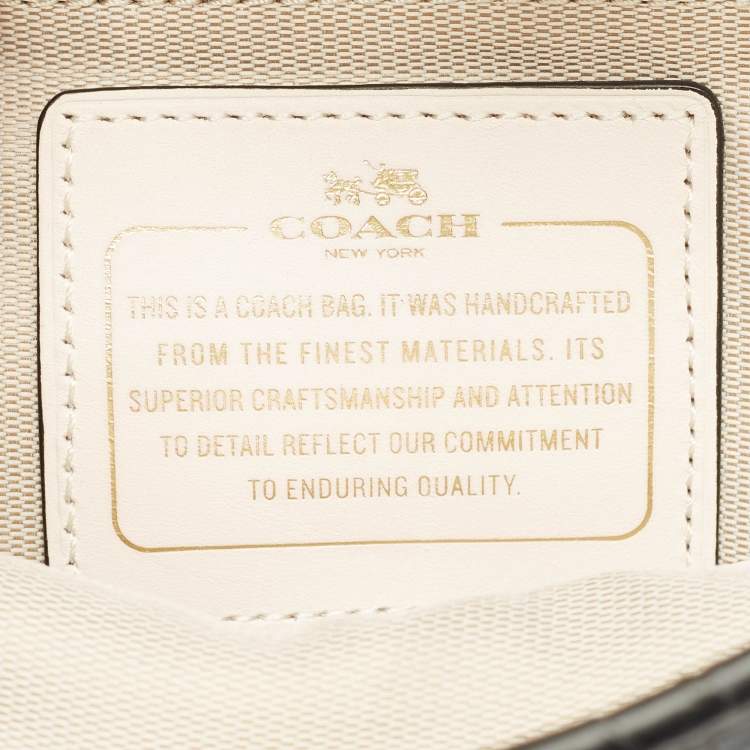 COACH
NEW YORK
THIS IS A COACH BAG. IT WAS HANDCRAFTED
FROM THE FINEST MATERIALS. ITS
SUPERIOR CRAFTSMANSHIP AND ATTENTION
TO DETAIL REFLECT OUR COMMITMENT
TO ENDURING QUALITY.